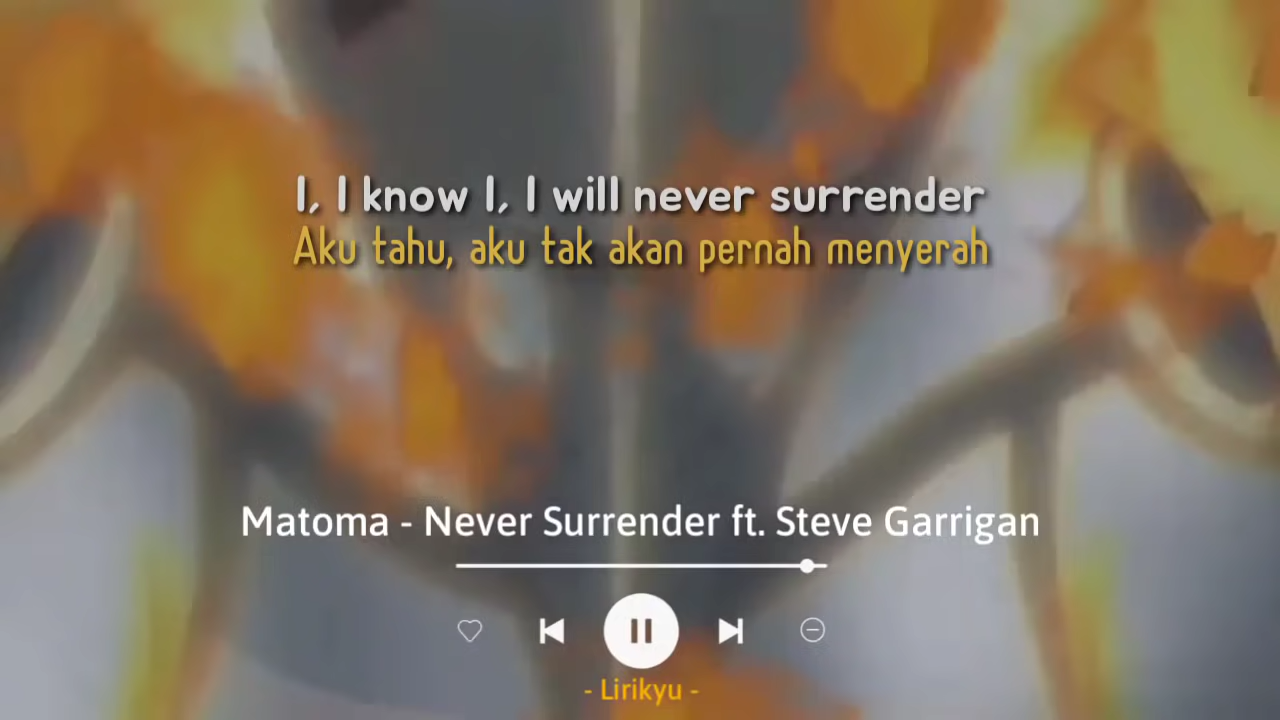 I, I know I, I will never surrender
Aku tahu, aku tak akan pernah menyerah
Matoma - Never Surrender ft. Steve Garrigan
- Lirikyu -